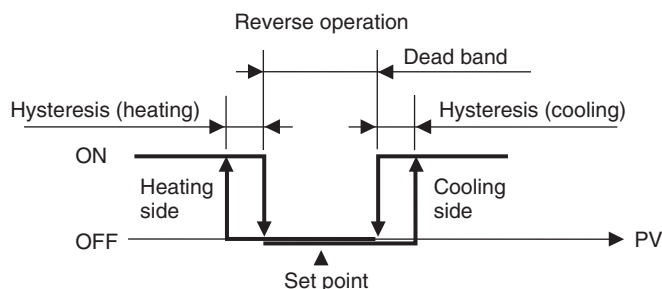 Reverse operation
Dead band
Hysteresis (heating)
Hysteresis (cooling)
ON
Heating
side
Cooling
side
OFF
PV
Set point